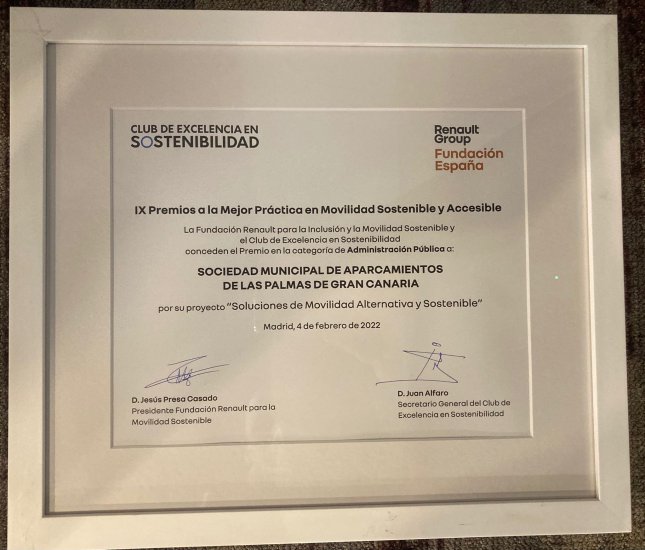 CLUB DE EXCELENCIA EN
SOSTENIBILIDAD
Renault
Group
Fundación
España
IX Premios a la Mejor Práctica en Movilidad Sostenible y Accesible
La Fundación Renault para la Inclusión y la Movilidad Sostenible y
el Club de Excelencia en Sostenibilidad
conceden el Premio en la categoría de Administración Pública a:
SOCIEDAD MUNICIPAL DE APARCAMIENTOS
DE LAS PALMAS DE GRAN CANARIA
por su proyecto "Soluciones de Movilidad Alternativa y Sostenible"
Madrid, 4 de febrero de 2022
D. Jesús Presa Casado
Presidente Fundación Renault para la
Movilidad Sostenible
D. Juan Alfaro
Secretario General del Club de
Excelencia en Sostenibilidad